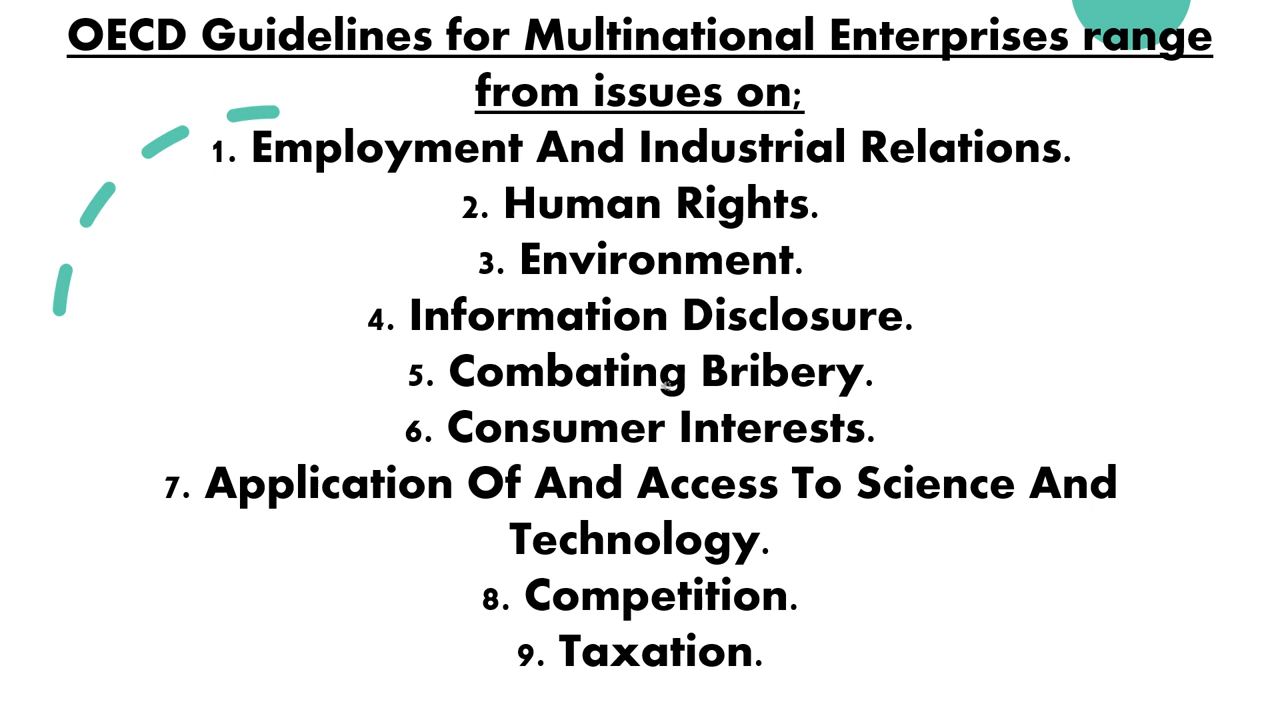 OECD Guidelines for Multinational Enterprises range
from issues on;
1. Employment And Industrial Relations.
2. Human Rights.
3. Environment.
4. Information Disclosure.
5. Combating Bribery.
6. Consumer Interests.
7. Application Of And Access To Science And
Technology.
8. Competition.
9. Taxation.